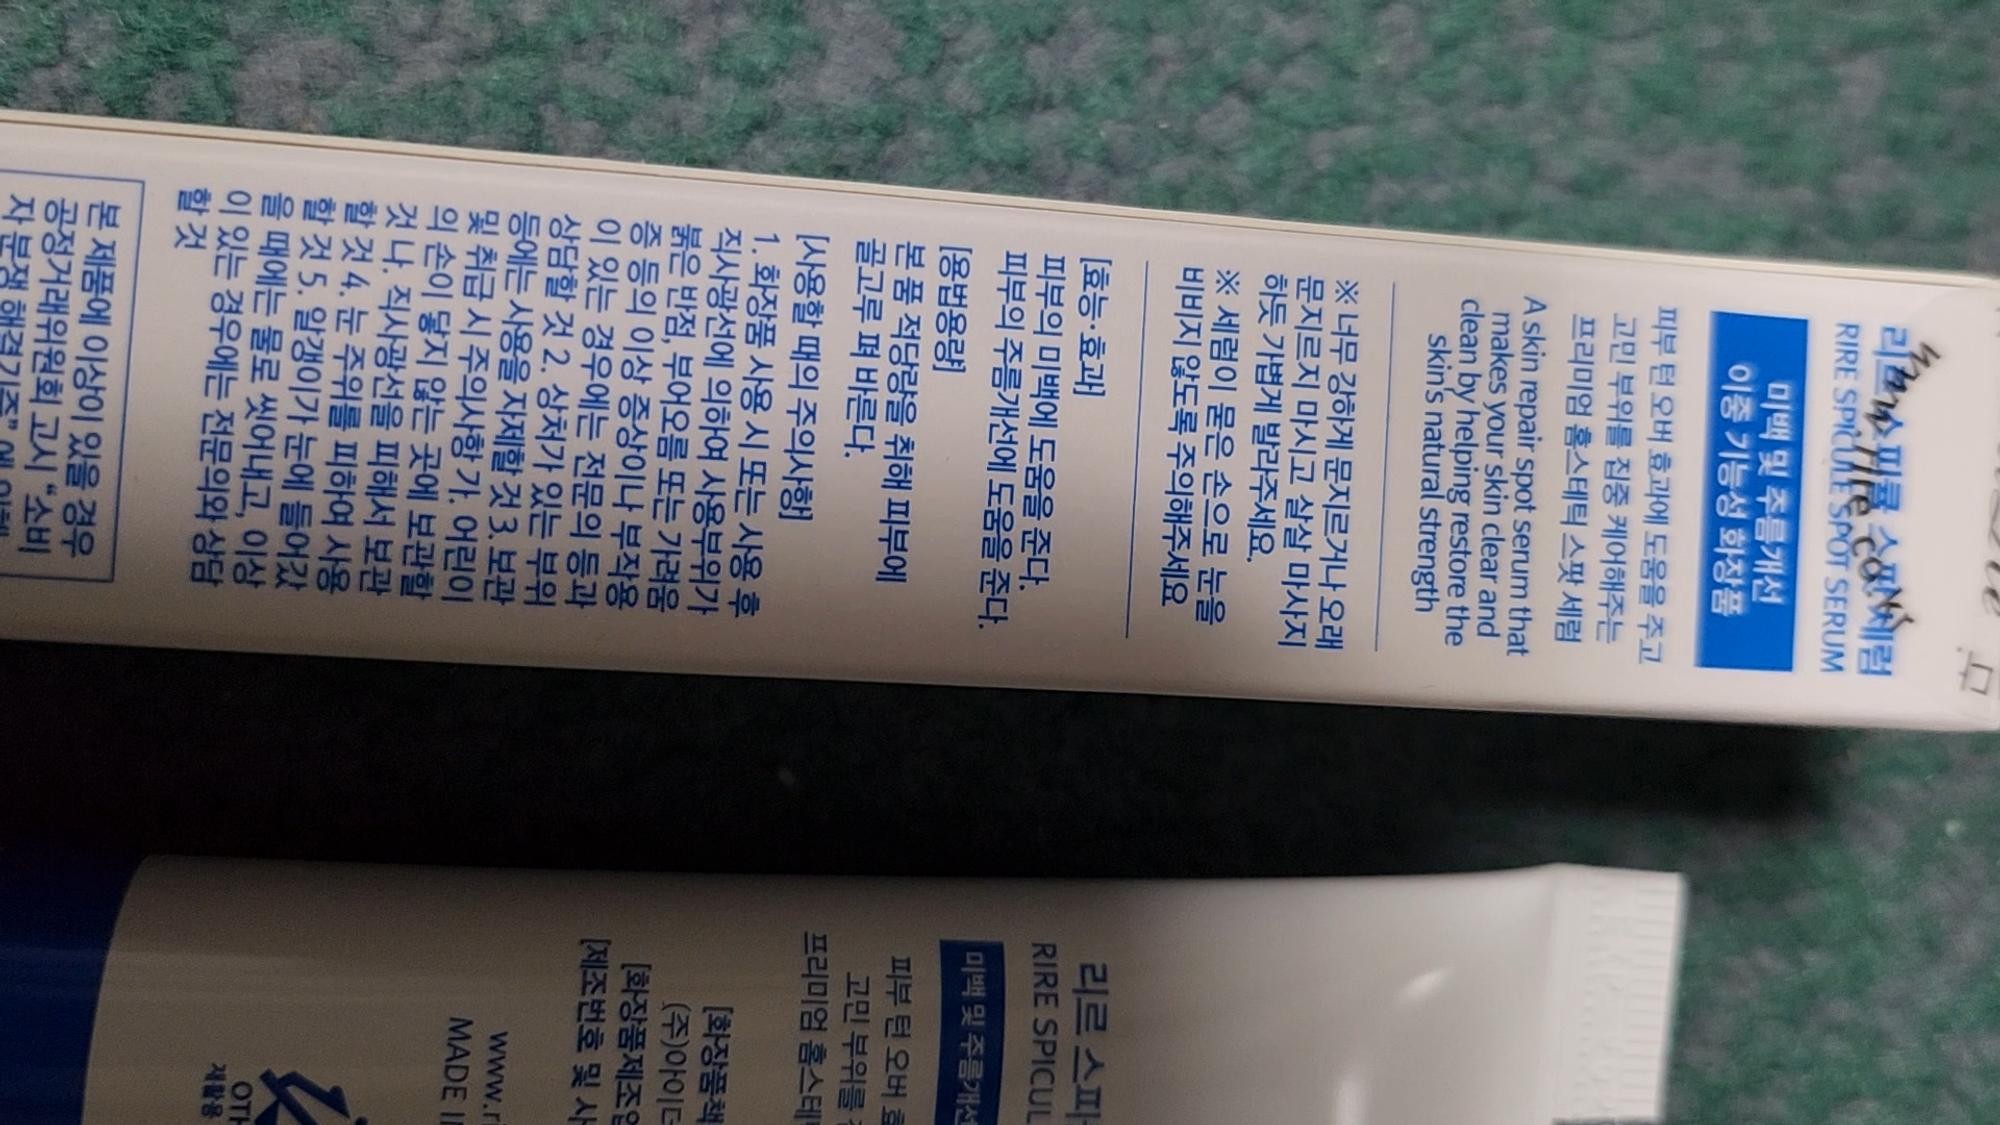 리르 스피큘 스팟 세럼
RIRE SPICULE SPOT SERUM
미백 및 주름개선
이중 기능성 화장품
피부 턴 오버 효과에 도움을 주고
고민 부위를 집중 케어해주는
프리미엄 홈스테틱 스팟 세럼
A skin repair spot serum that
makes your skin clear and
clean by helping restore the
skin's natural strength
※ 너무 강하게 문지르거나 오래
문지르지 마시고 살살 마사지
하듯 가볍게 발라주세요.
※ 세럼이 묻은 손으로 눈을
비비지 않도록 주의해주세요
[효능·효과]
피부의 미백에 도움을 준다.
피부의 주름개선에 도움을 준다.
[용법용량]
본 품 적당량을 취해 피부에
골고루 펴 바른다.
[사용할 때의 주의사항]
1. 화장품 사용 시 또는 사용 후
직사광선에 의하여 사용부위가
붉은 반점, 부어오름 또는 가려움
증 등의 이상 증상이나 부작용
이 있는 경우에는 전문의 등과
상담할 것 2. 상처가 있는 부위
등에는 사용을 자제할 것 3. 보관
및 취급 시 주의사항 가. 어린이
의 손이 닿지 않는 곳에 보관할
것 나. 직사광선을 피해서 보관
할 것 4. 눈 주위를 피하여 사용
할 것 5. 알갱이가 눈에 들어갔
을 때에는 물로 씻어내고, 이상
이 있는 경우에는 전문의와 상담
할 것
본 제품에 이상이 있을 경우
공정거래위원회 고시 "소비
자 분쟁 해결기준" 에
리르 스피
RIRE SPICUL
미백 및 주름개선
피부 턴 오버 효
고민 부위를
프리미엄 홈스테
[화장품책
(주)아이디
[화장품제조업
[제조번호 및 사
www.ri
MADE I
OTH
재활용